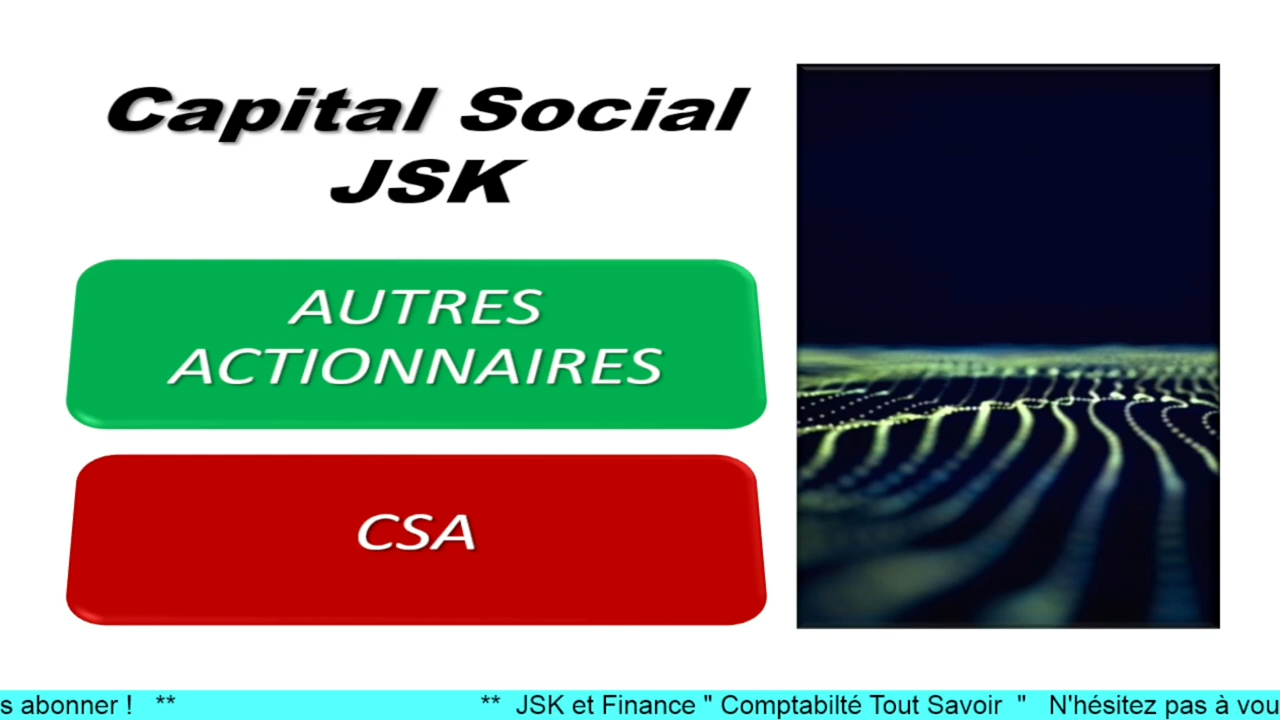 Capital Social
JSK
AUTRES
ACTIONNAIRES
CSA
s abonner ! ** ** JSK et Finance " Comptabilté Tout Savoir " N'hésitez pas à vou